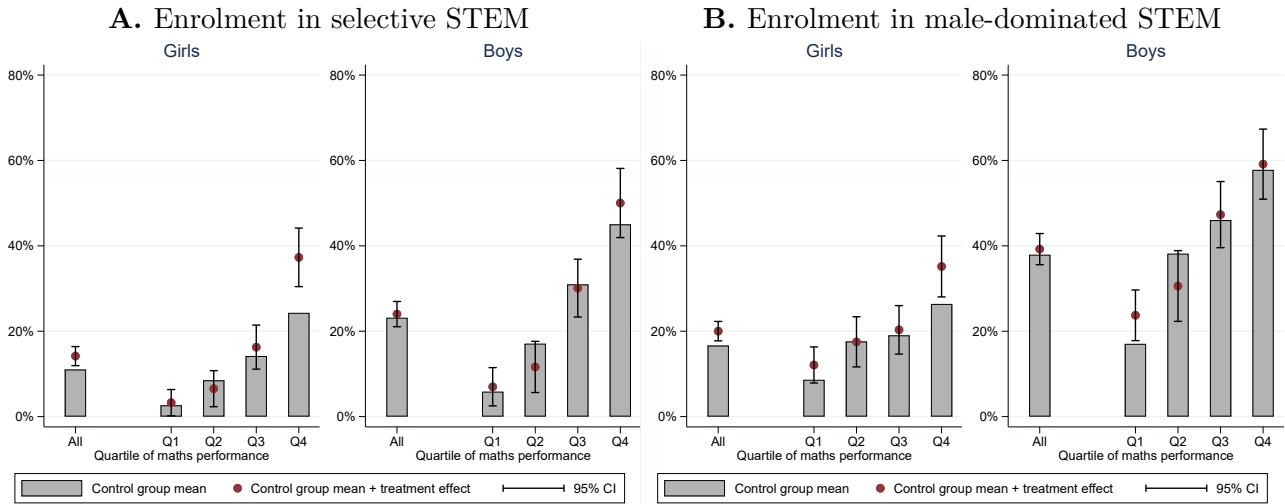 A. Enrolment in selective STEM
Girls
80%
60%
40%
20%
0%
All
Q1
Q2
Q3
Q4
Quartile of maths performance
Boys
80%
60%
40%
20%
0%
All
Q1
Q2
Q3
Q4
Quartile of maths performance
Control group mean
Control group mean + treatment effect
95% CI
B. Enrolment in male-dominated STEM
Girls
80%
60%
40%
20%
0%
All
Q1
Q2
Q3
Q4
Quartile of maths performance
Boys
80%
60%
40%
20%
0%
All
Q1
Q2
Q3
Q4
Quartile of maths performance
Control group mean
Control group mean + treatment effect
95% CI